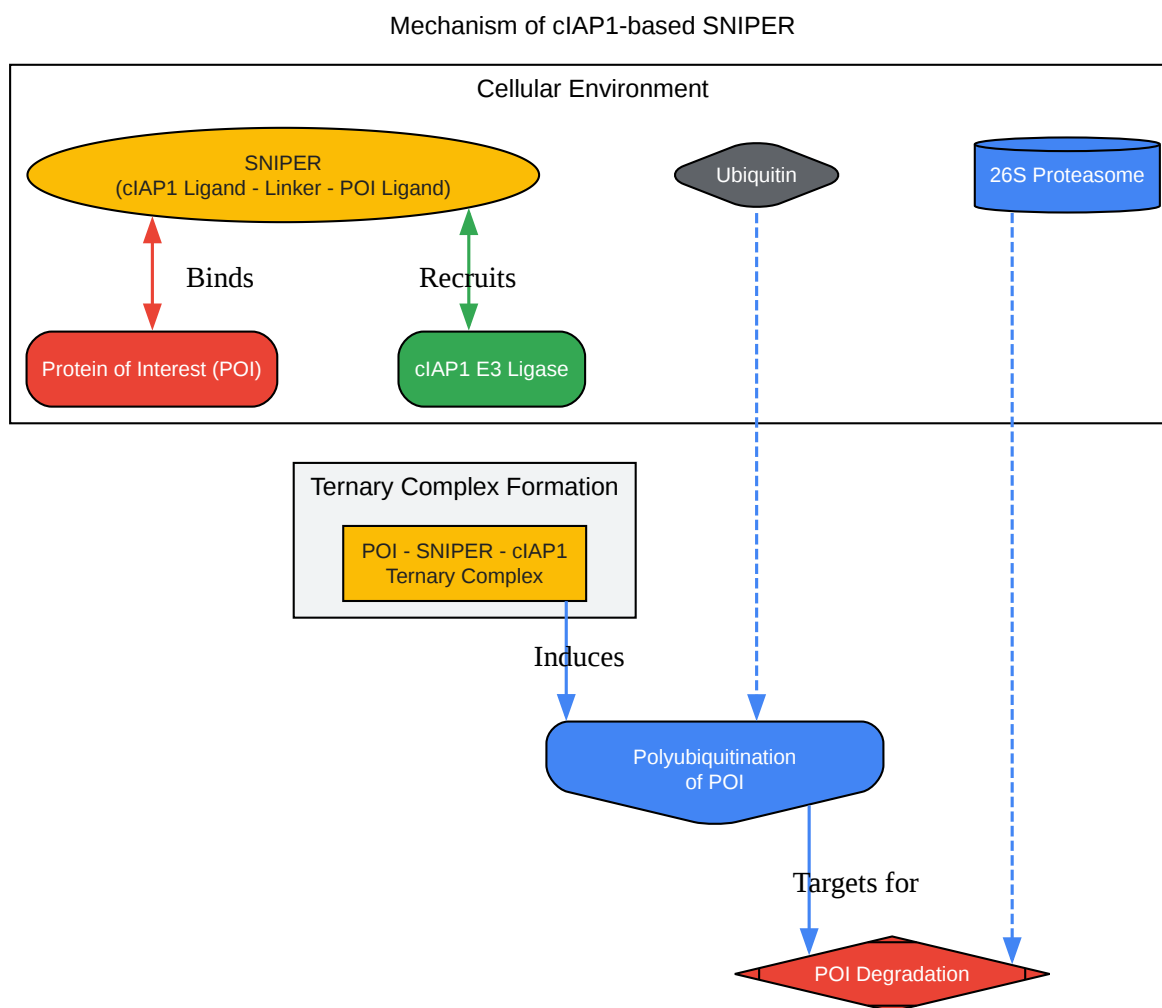 Mechanism of cIAP1-based SNIPER
Cellular Environment
SNIPER
(cIAP1 Ligand - Linker - POI Ligand)
Ubiquitin
26S Proteasome
Binds
Recruits
Protein of Interest (POI)
cIAP1 E3 Ligase
Ternary Complex Formation
POI - SNIPER - cIAP1
Ternary Complex
Induces
Polyubiquitination
of POI
Targets for
POI Degradation